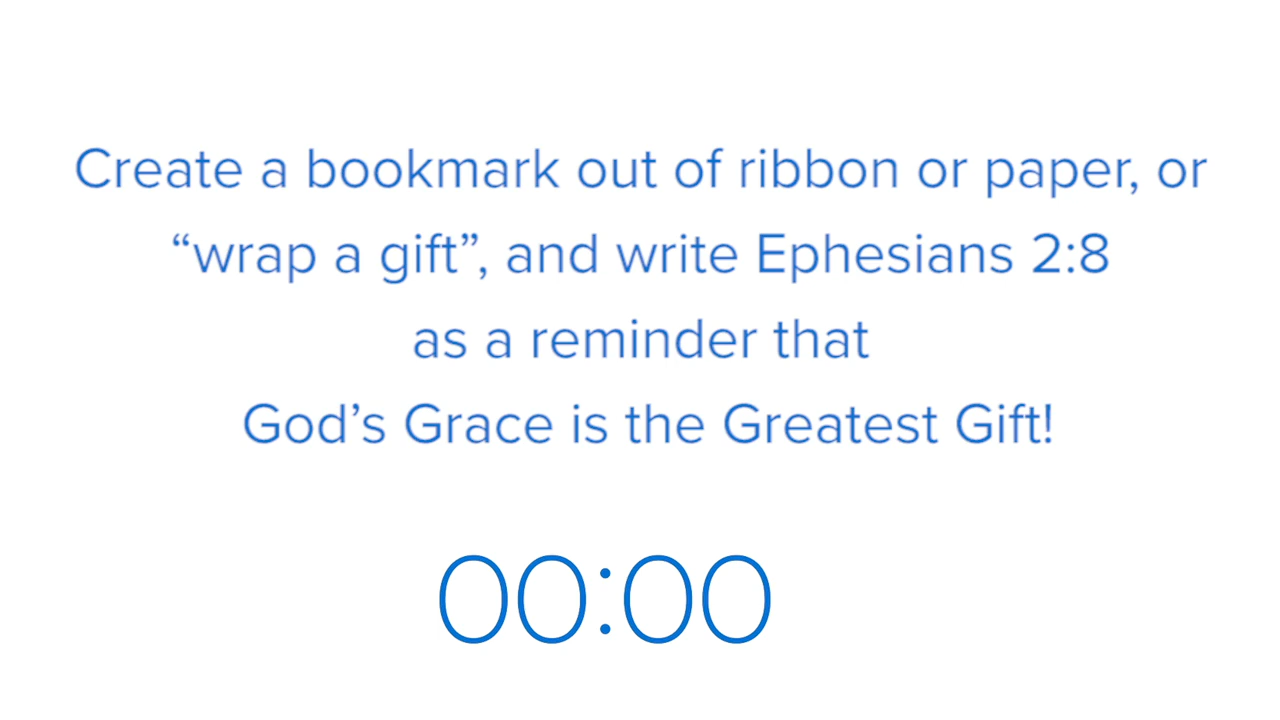 Create a bookmark out of ribbon or paper, or
“wrap a gift”, and write Ephesians 2:8
as a reminder that
God’s Grace is the Greatest Gift!
00:00